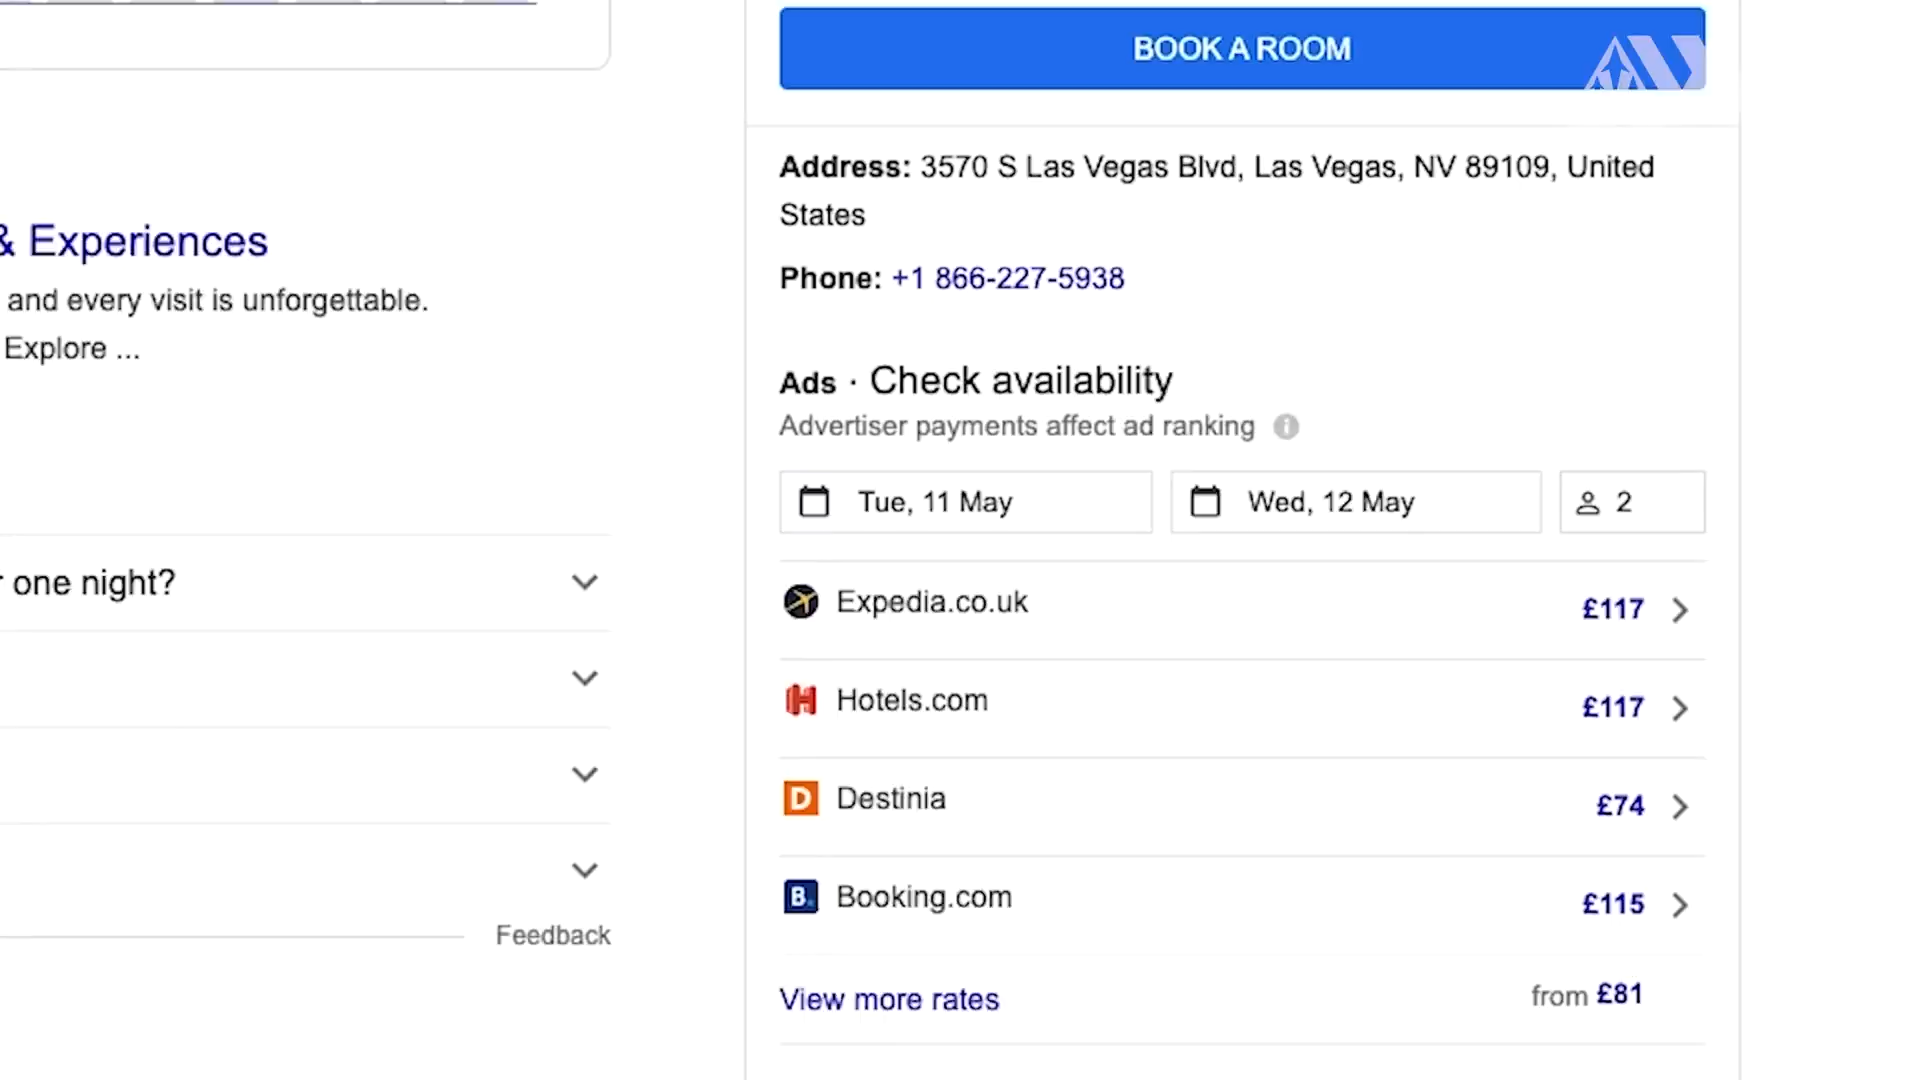 BOOK A ROOM
Address: 3570 S Las Vegas Blvd, Las Vegas, NV 89109, United
States
Phone: +1 866-227-5938
& Experiences
and every visit is unforgettable.
Explore ...
Ads · Check availability
Advertiser payments affect ad ranking
Tue, 11 May
Wed, 12 May
2
one night?
Expedia.co.uk
£117
Hotels.com
£117
Destinia
£74
Booking.com
£115
Feedback
View more rates
from £81